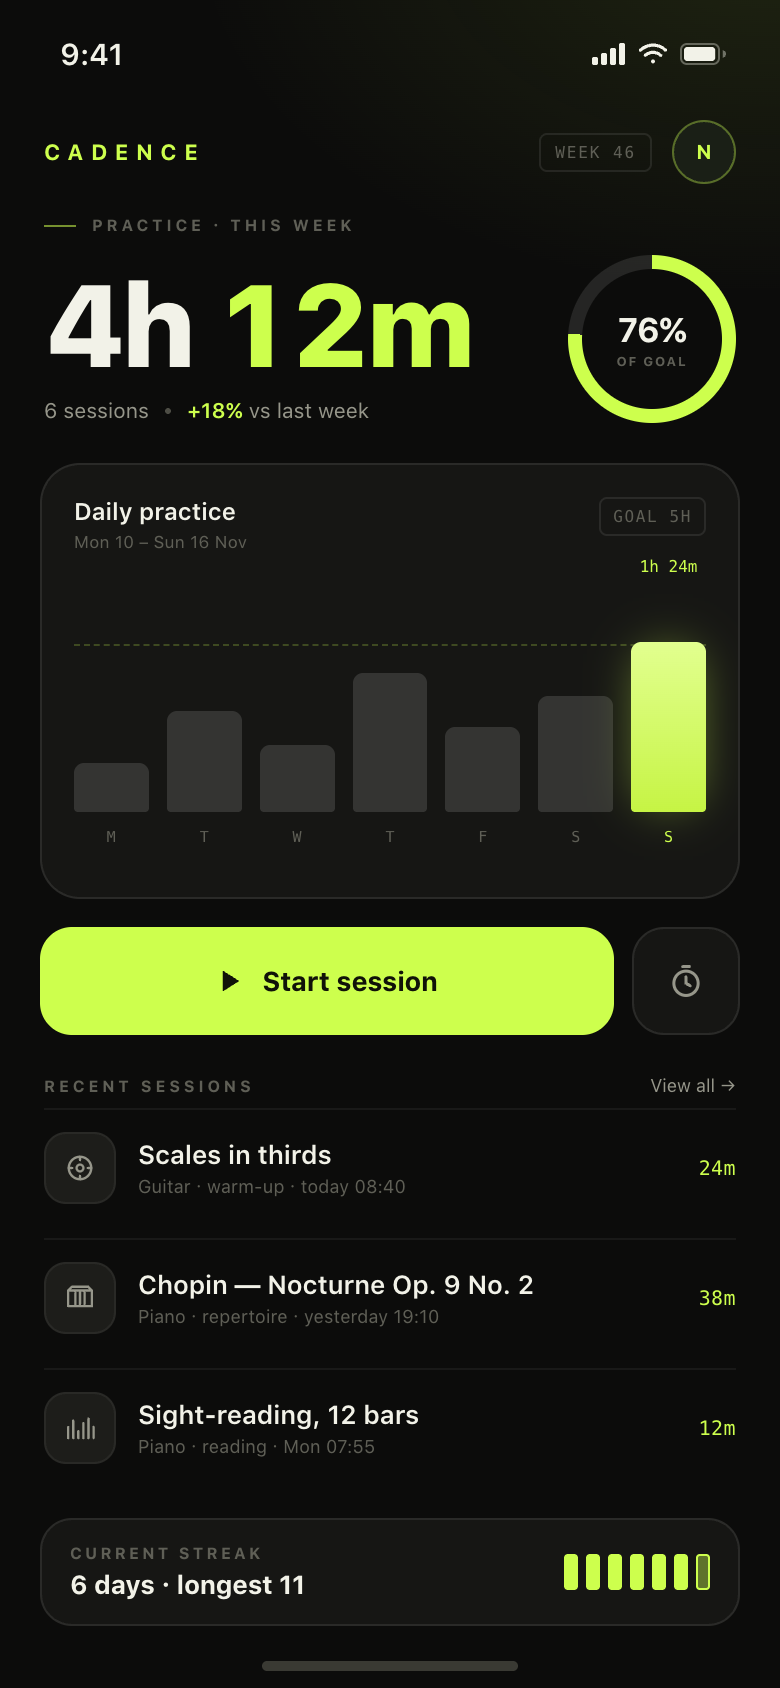 9:41
CADENCE
WEEK 46
N
PRACTICE · THIS WEEK
4h 12m
76%
OF GOAL
6 sessions • +18% vs last week
Daily practice
GOAL 5H
Mon 10 – Sun 16 Nov
1h 24m
M T W T F S S
Start session
RECENT SESSIONS
View all →
Scales in thirds
Guitar · warm-up · today 08:40
24m
Chopin — Nocturne Op. 9 No. 2
Piano · repertoire · yesterday 19:10
38m
Sight-reading, 12 bars
Piano · reading · Mon 07:55
12m
CURRENT STREAK
6 days · longest 11